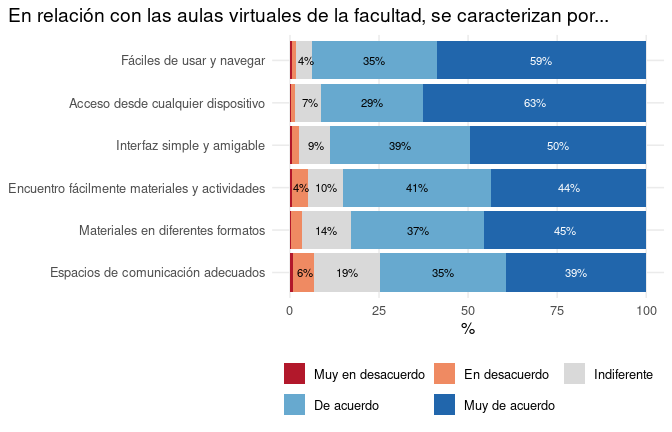 En relación con las aulas virtuales de la facultad, se caracterizan por...
Fáciles de usar y navegar 4% 35% 59%
Acceso desde cualquier dispositivo 7% 29% 63%
Interfaz simple y amigable 9% 39% 50%
Encuentro fácilmente materiales y actividades 4% 10% 41% 44%
Materiales en diferentes formatos 14% 37% 45%
Espacios de comunicación adecuados 6% 19% 35% 39%
0 25 50 75 100
%
Muy en desacuerdo En desacuerdo Indiferente
De acuerdo Muy de acuerdo